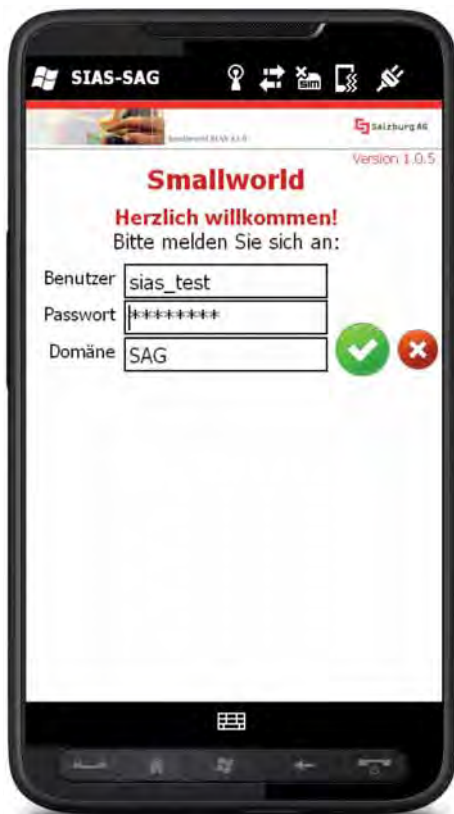 SIAS-SAG
SIM
Salzburg AG
Version 1.0.5
Smallworld
Herzlich willkommen!
Bitte melden Sie sich an:
Benutzer sias_test
Passwort ********
Domäne SAG